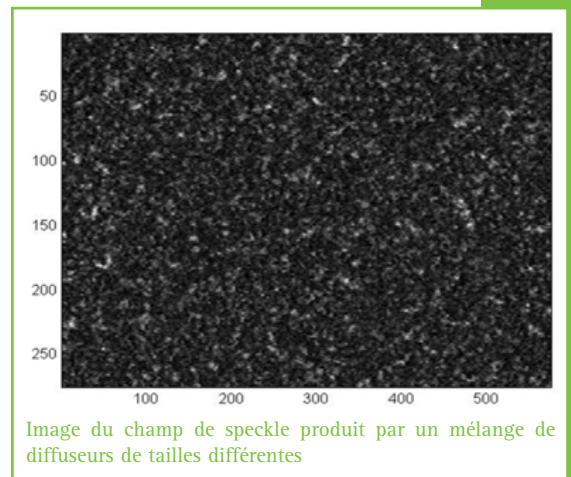 50
100
150
200
250
100 200 300 400 500
Image du champ de speckle produit par un mélange de
diffuseurs de tailles différentes